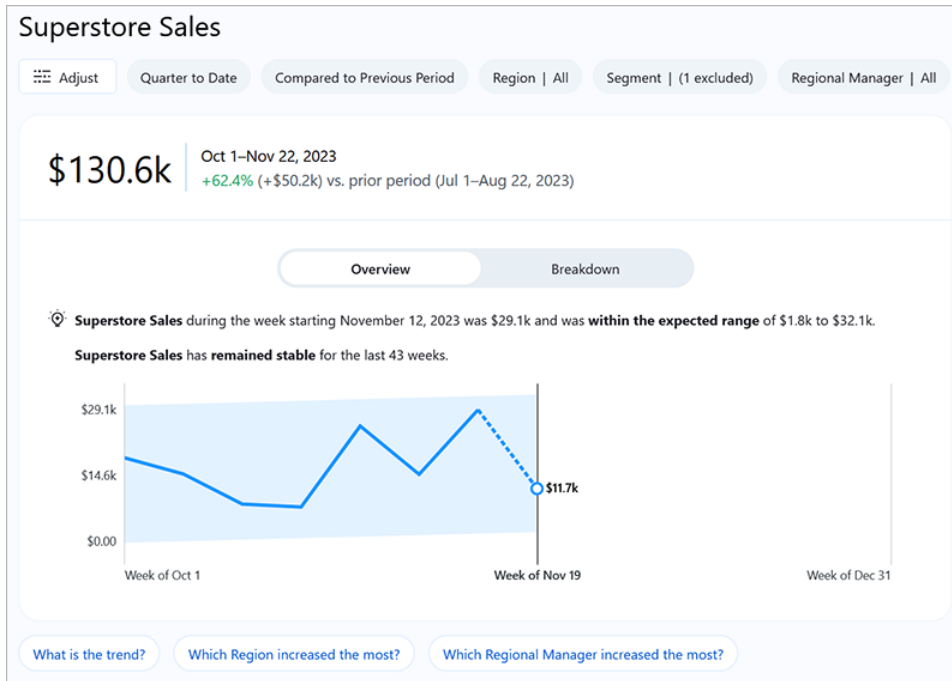 Superstore Sales
Adjust
Quarter to Date
Compared to Previous Period
Region | All
Segment | (1 excluded)
Regional Manager | All
$130.6k
Oct 1–Nov 22, 2023
+62.4% (+$50.2k) vs. prior period (Jul 1–Aug 22, 2023)
Overview
Breakdown
Superstore Sales during the week starting November 12, 2023 was $29.1k and was within the expected range of $1.8k to $32.1k.
Superstore Sales has remained stable for the last 43 weeks.
$29.1k
$14.6k
$0.00
$11.7k
Week of Oct 1
Week of Nov 19
Week of Dec 31
What is the trend?
Which Region increased the most?
Which Regional Manager increased the most?